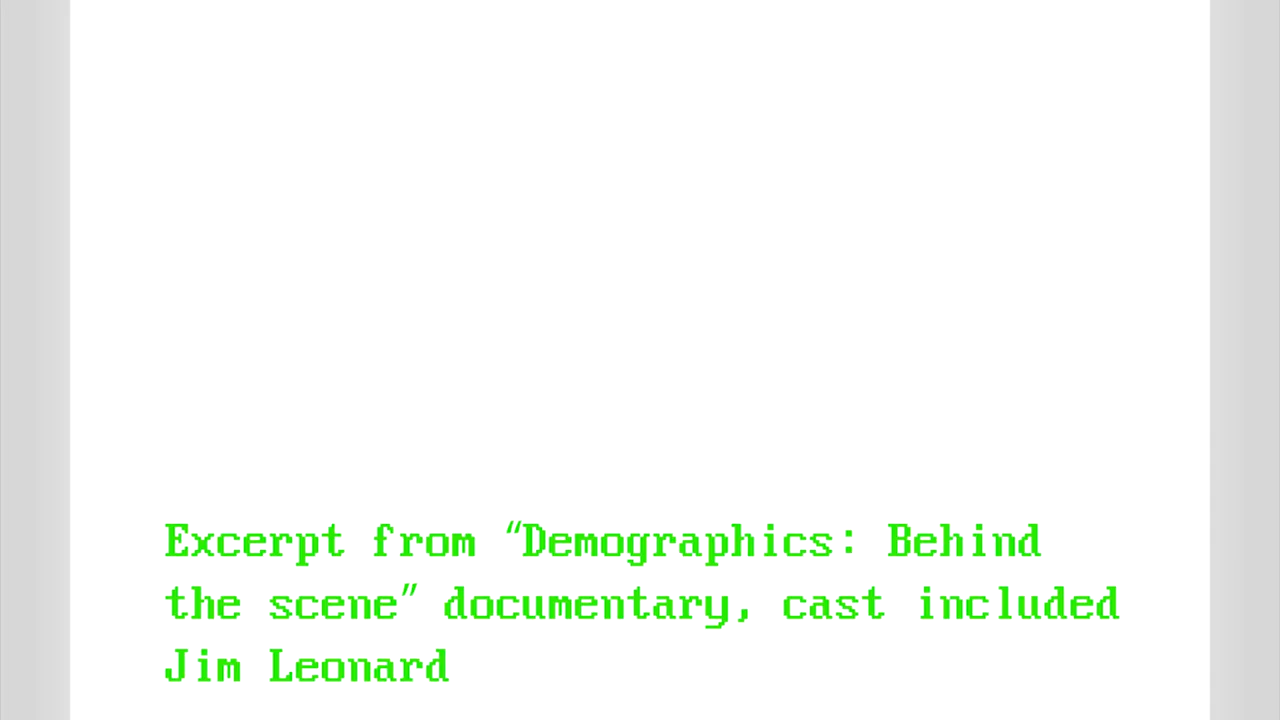 Excerpt from “Demographics: Behind
the scene” documentary, cast included
Jim Leonard